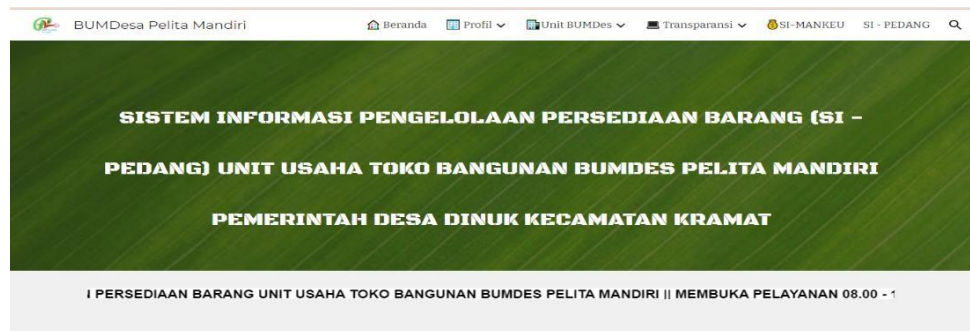 BUMDesa Pelita Mandiri Beranda Profil Unit BUMDes Transparansi SI-MANKEU SI - PEDANG
SISTEM INFORMASI PENGELOLAAN PERSEDIAAN BARANG (SI –
PEDANG) UNIT USAHA TOKO BANGUNAN BUMDES PELITA MANDIRI
PEMERINTAH DESA DINUK KECAMATAN KRAMAT
PERSEDIAAN BARANG UNIT USAHA TOKO BANGUNAN BUMDES PELITA MANDIRI || MEMBUKA PELAYANAN 08.00 -